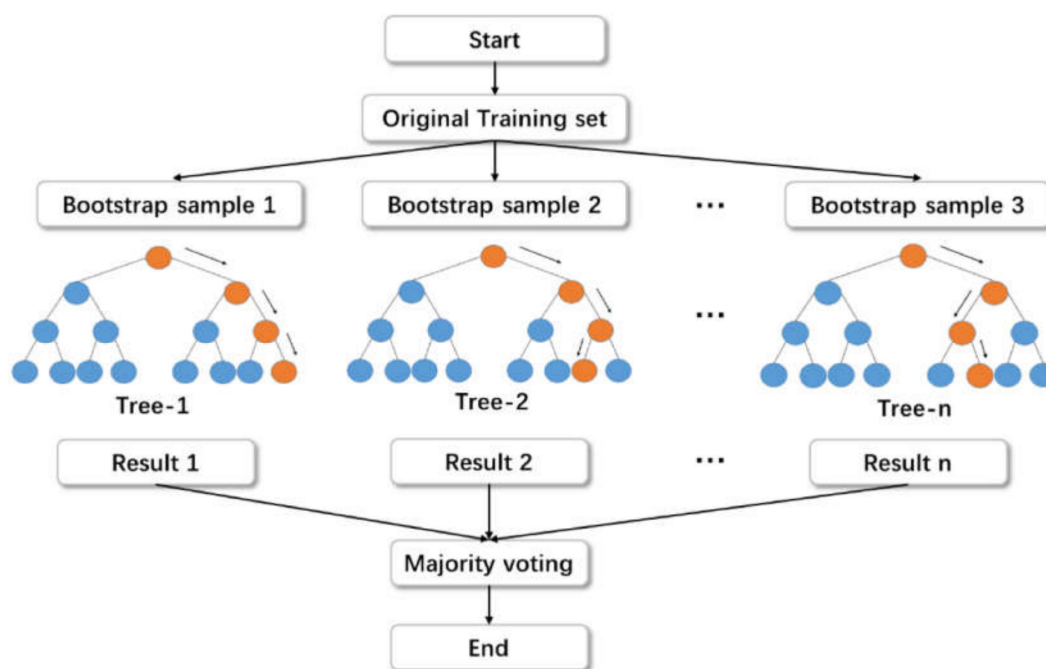 Start
Original Training set
Bootstrap sample 1
Bootstrap sample 2
...
Bootstrap sample 3
...
Tree-1
Tree-2
Tree-n
Result 1
Result 2
...
Result n
Majority voting
End